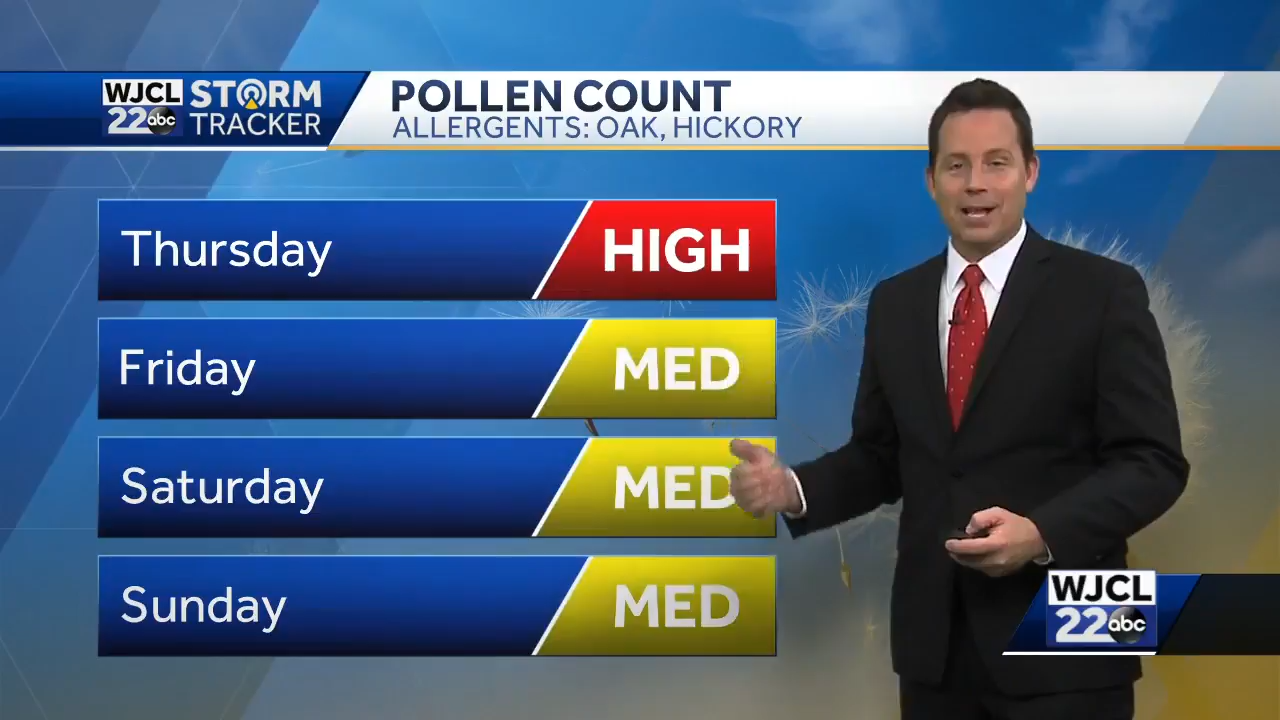 WJCL
22 abc
STORM
TRACKER
POLLEN COUNT
ALLERGENTS: OAK, HICKORY
Thursday HIGH
Friday MED
Saturday MED
Sunday MED
WJCL
22 abc